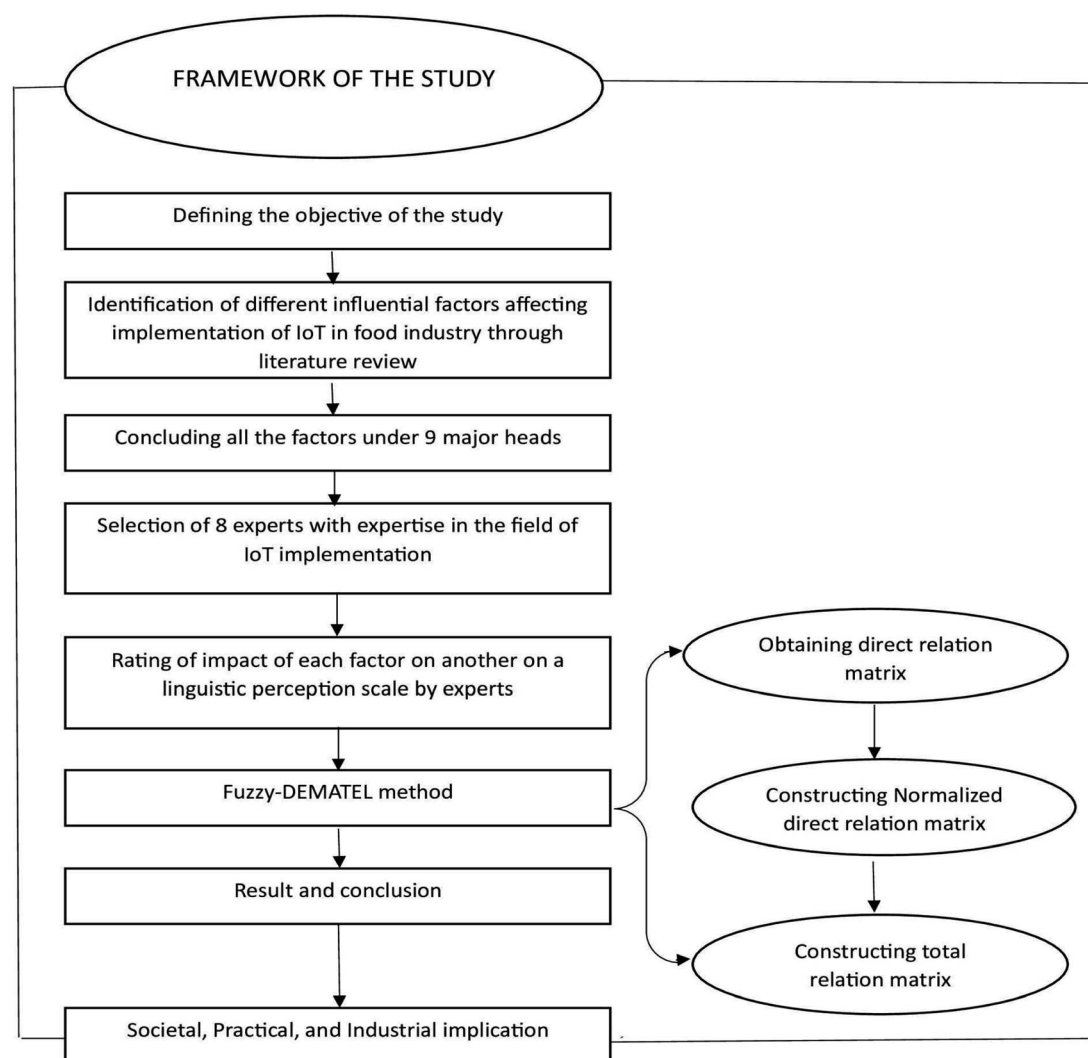 FRAMEWORK OF THE STUDY
Defining the objective of the study
Identification of different influential factors affecting
implementation of IoT in food industry through
literature review
Concluding all the factors under 9 major heads
Selection of 8 experts with expertise in the field of
IoT implementation
Rating of impact of each factor on another on a
linguistic perception scale by experts
Fuzzy-DEMATEL method
Obtaining direct relation
matrix
Constructing Normalized
direct relation matrix
Constructing total
relation matrix
Result and conclusion
Societal, Practical, and Industrial implication